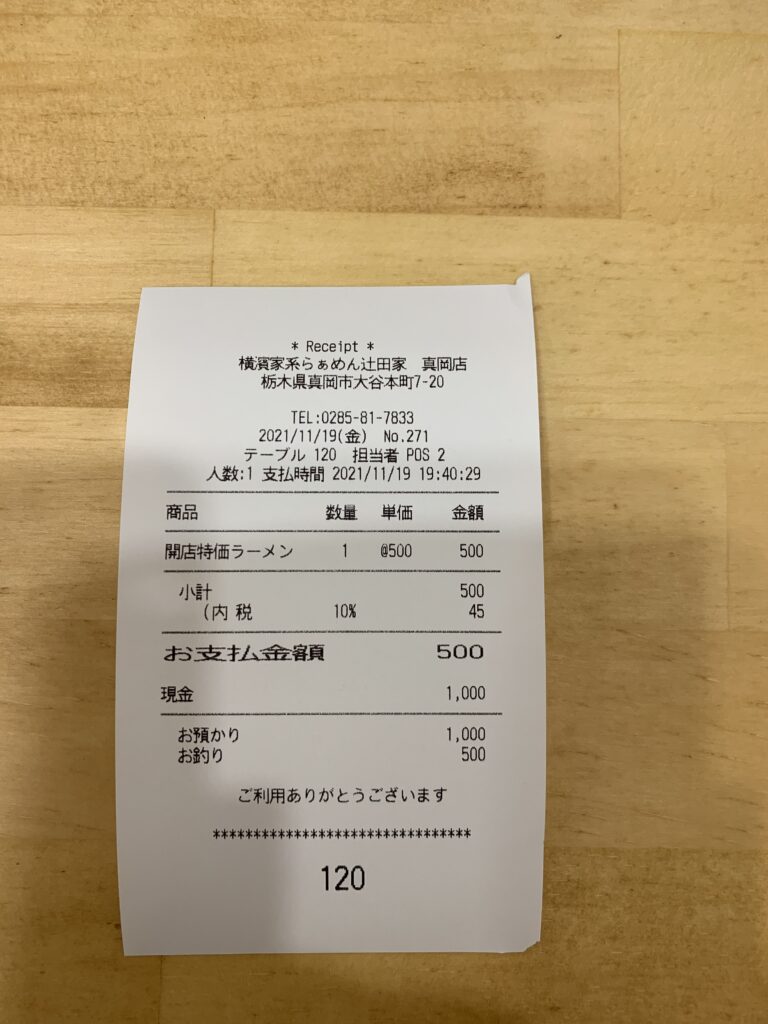 * Receipt *
横濱家系らぁめん辻田家 真岡店
栃木県真岡市大谷本町7-20
TEL:0285-81-7833
2021/11/19(金) No.271
テーブル 120 担当者 POS 2
人数:1 支払時間 2021/11/19 19:40:29
商品 数量 単価 金額
開店特価ラーメン 1 @500 500
小計 500
(内 税 10% 45
お支払金額 500
現金 1,000
お預かり 1,000
お釣り 500
ご利用ありがとうございます
********************************
120